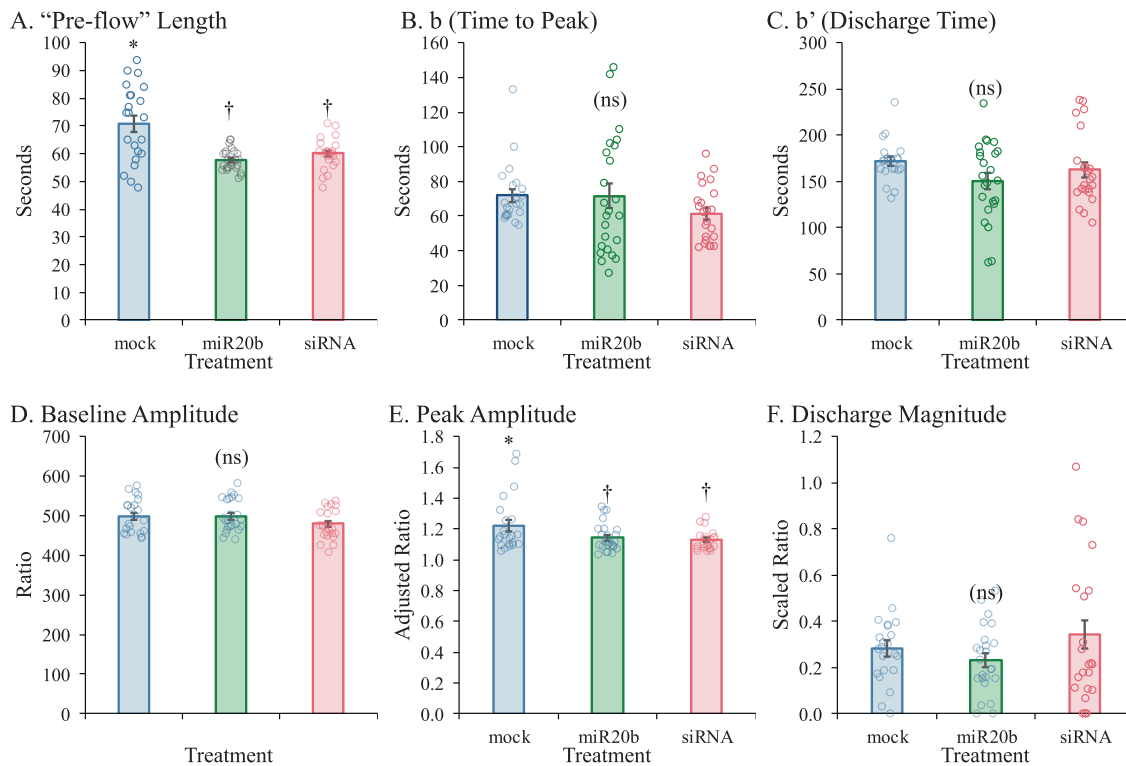 A. “Pre-flow” Length
*
†
†
100
90
80
70
60
50
40
30
20
10
0
Seconds
mock
miR20b
siRNA
Treatment
B. b (Time to Peak)
(ns)
160
140
120
100
80
60
40
20
0
Seconds
mock
miR20b
siRNA
Treatment
C. b’ (Discharge Time)
(ns)
300
250
200
150
100
50
0
Seconds
mock
miR20b
siRNA
Treatment
D. Baseline Amplitude
(ns)
700
600
500
400
300
200
100
0
Ratio
Treatment
E. Peak Amplitude
*
†
†
1.8
1.6
1.4
1.2
1.0
0.8
0.6
0.4
0.2
0.0
Adjusted Ratio
mock
miR20b
siRNA
Treatment
F. Discharge Magnitude
(ns)
1.2
1.0
0.8
0.6
0.4
0.2
0.0
Scaled Ratio
mock
miR20b
siRNA
Treatment